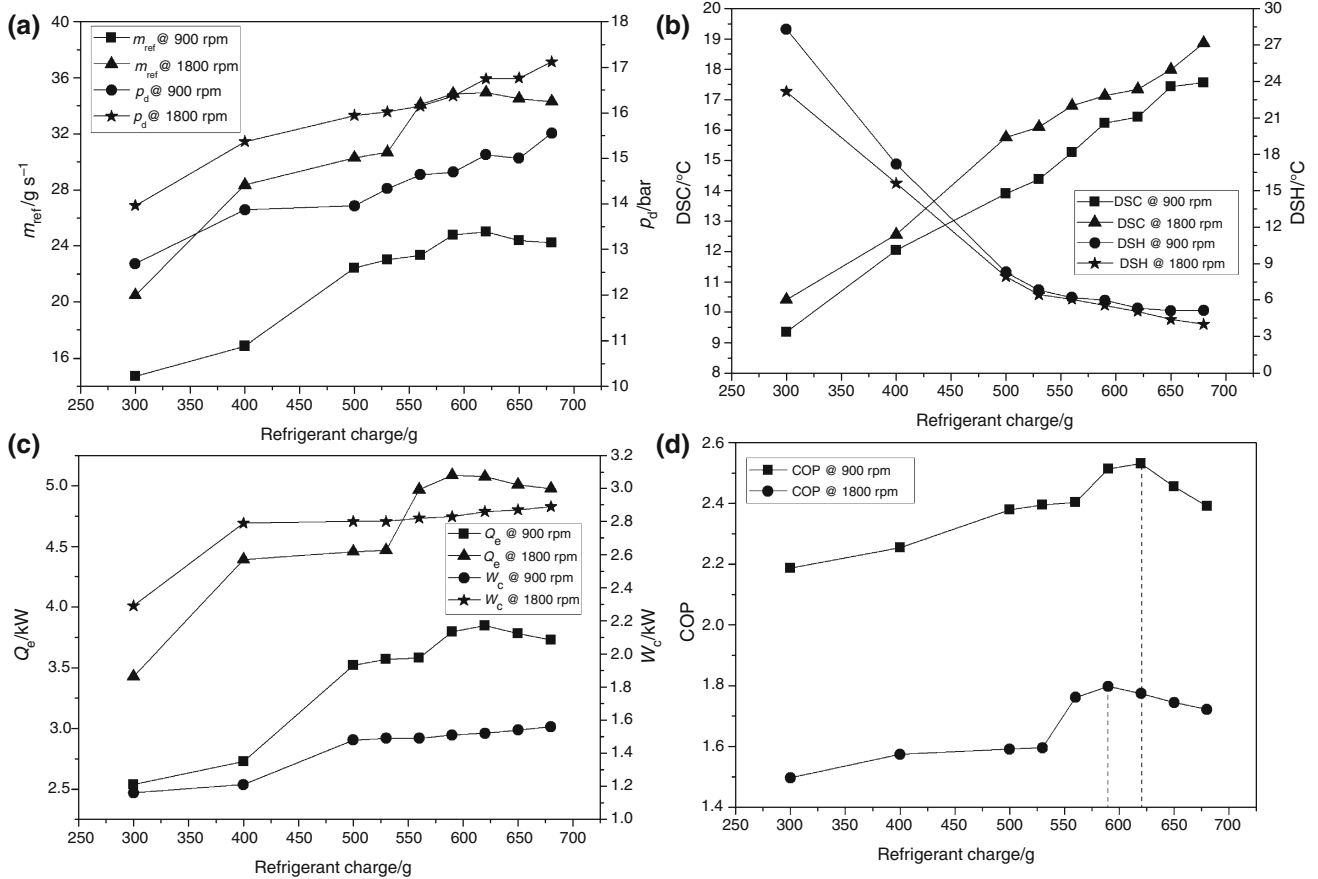 (a)
m_ref @ 900 rpm
m_ref @ 1800 rpm
p_d @ 900 rpm
p_d @ 1800 rpm
40
36
32
28
24
20
16
m_ref/g s⁻¹
18
17
16
15
14
13
12
11
10
p_d/bar
250 300 350 400 450 500 550 600 650 700
Refrigerant charge/g
(b)
20
19
18
17
16
15
14
13
12
11
10
9
8
DSC/°C
30
27
24
21
18
15
12
9
6
3
0
DSH/°C
DSC @ 900 rpm
DSC @ 1800 rpm
DSH @ 900 rpm
DSH @ 1800 rpm
250 300 350 400 450 500 550 600 650 700
Refrigerant charge/g
(c)
5.0
4.5
4.0
3.5
3.0
2.5
Q_e/kW
3.2
3.0
2.8
2.6
2.4
2.2
2.0
1.8
1.6
1.4
1.2
1.0
W_c/kW
Q_e @ 900 rpm
Q_e @ 1800 rpm
W_c @ 900 rpm
W_c @ 1800 rpm
250 300 350 400 450 500 550 600 650 700
Refrigerant charge/g
(d)
2.6
2.4
2.2
2.0
1.8
1.6
1.4
COP
COP @ 900 rpm
COP @ 1800 rpm
250 300 350 400 450 500 550 600 650 700
Refrigerant charge/g